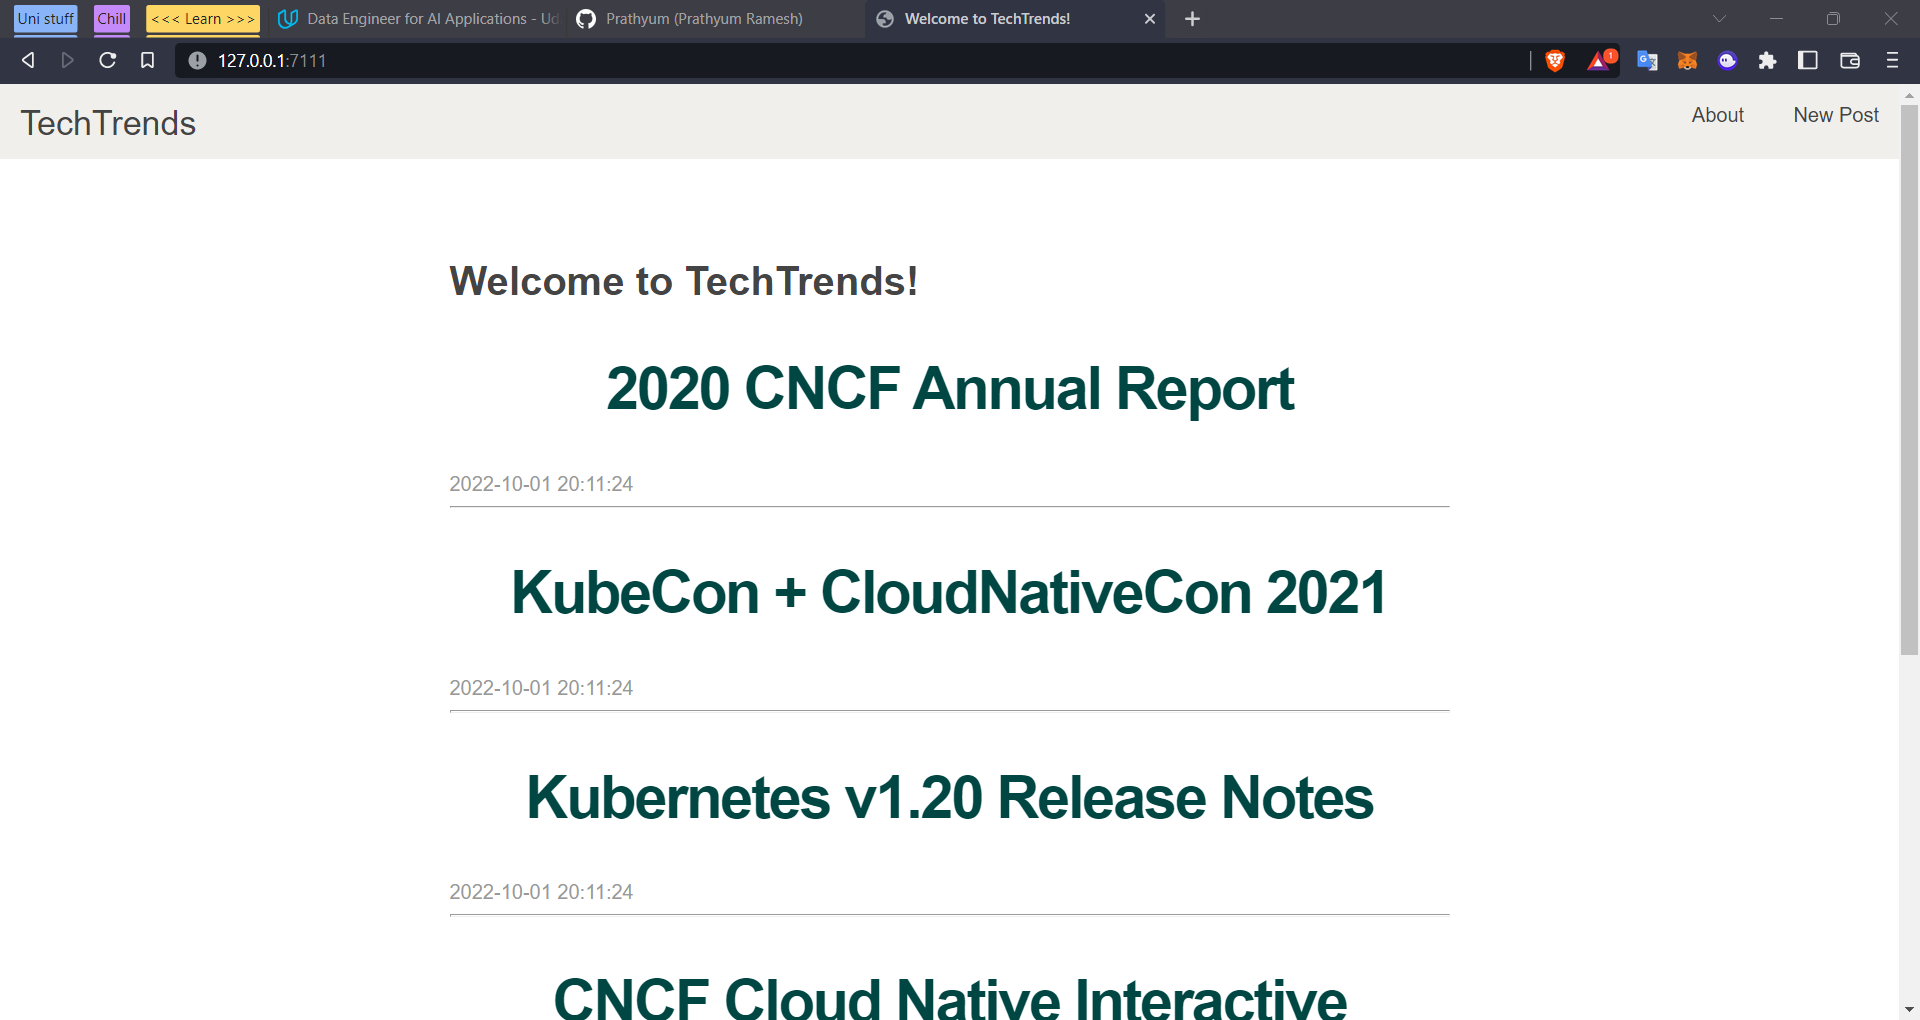 Uni stuff Chill <<< Learn >>> Data Engineer for AI Applications - Ud Prathyum (Prathyum Ramesh) Welcome to TechTrends!
127.0.0.1:7111 1
TechTrends About New Post
Welcome to TechTrends!
2020 CNCF Annual Report
2022-10-01 20:11:24
KubeCon + CloudNativeCon 2021
2022-10-01 20:11:24
Kubernetes v1.20 Release Notes
2022-10-01 20:11:24
CNCF Cloud Native Interactive